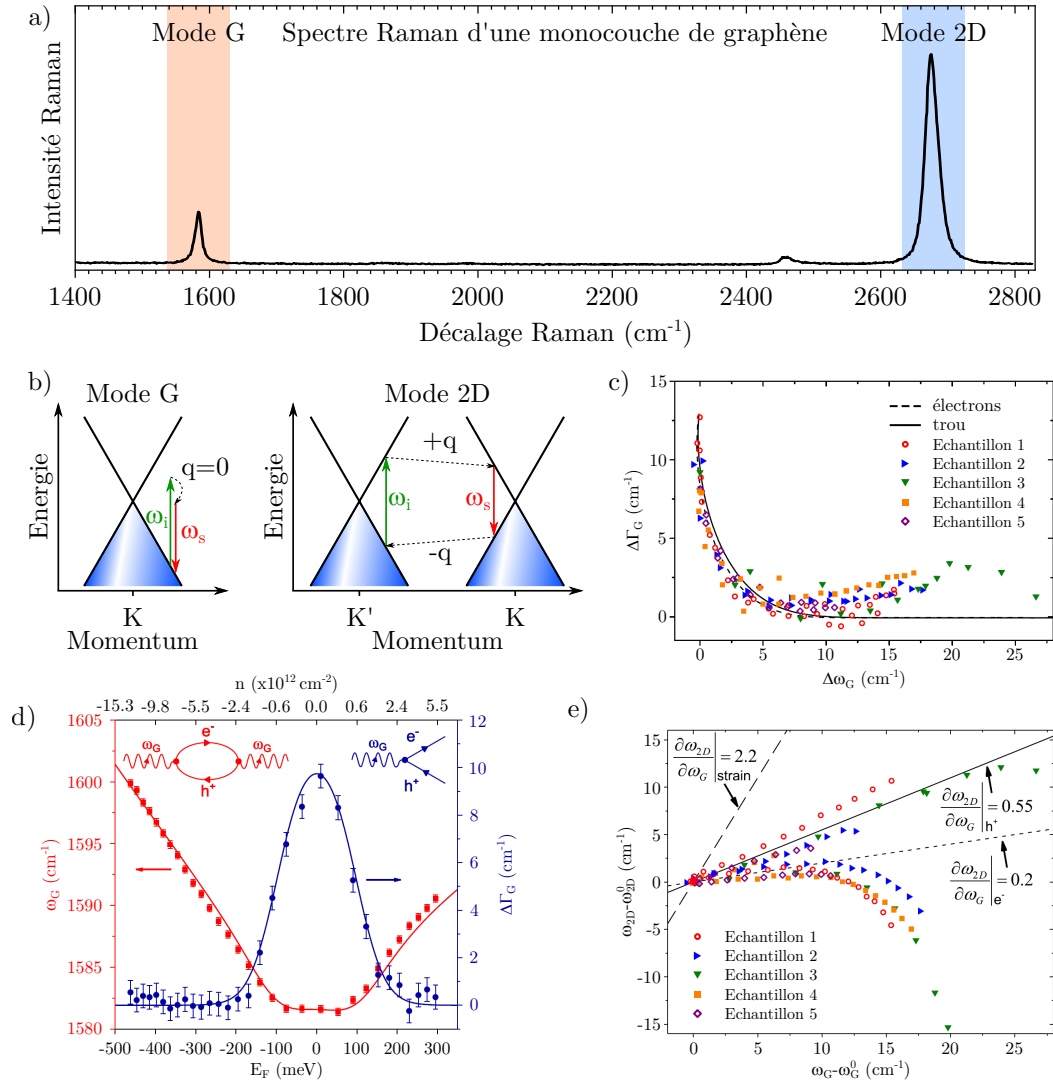 a)
Mode G
Spectre Raman d'une monocouche de graphène
Mode 2D
Intensité Raman
1400
1600
1800
2000
2200
2400
2600
2800
Décalage Raman (cm-1)
b)
Mode G
Mode 2D
Energie
q=0
ωi
ωs
K
Momentum
Energie
+q
ωi
ωs
-q
K'
K
Momentum
c)
15
10
5
0
ΔΓG (cm-1)
électrons
trou
Echantillon 1
Echantillon 2
Echantillon 3
Echantillon 4
Echantillon 5
0
5
10
15
20
25
ΔωG (cm-1)
d)
n (x10^12 cm-2)
-15.3
-9.8
-5.5
-2.4
-0.6
0.0
0.6
2.4
5.5
1605
1600
1595
1590
1585
1580
ωG (cm-1)
e-
ωG
ωG
h+
e-
ωG
h+
12
10
8
6
4
2
0
ΔΓG (cm-1)
-500
-400
-300
-200
-100
0
100
200
300
EF (meV)
e)
15
10
5
0
-5
-10
-15
ω2D-ω2D^0 (cm-1)
∂ω2D/∂ωG|strain = 2.2
∂ω2D/∂ωG|h+ = 0.55
∂ω2D/∂ωG|e- = 0.2
Echantillon 1
Echantillon 2
Echantillon 3
Echantillon 4
Echantillon 5
0
5
10
15
20
25
ωG-ωG^0 (cm-1)